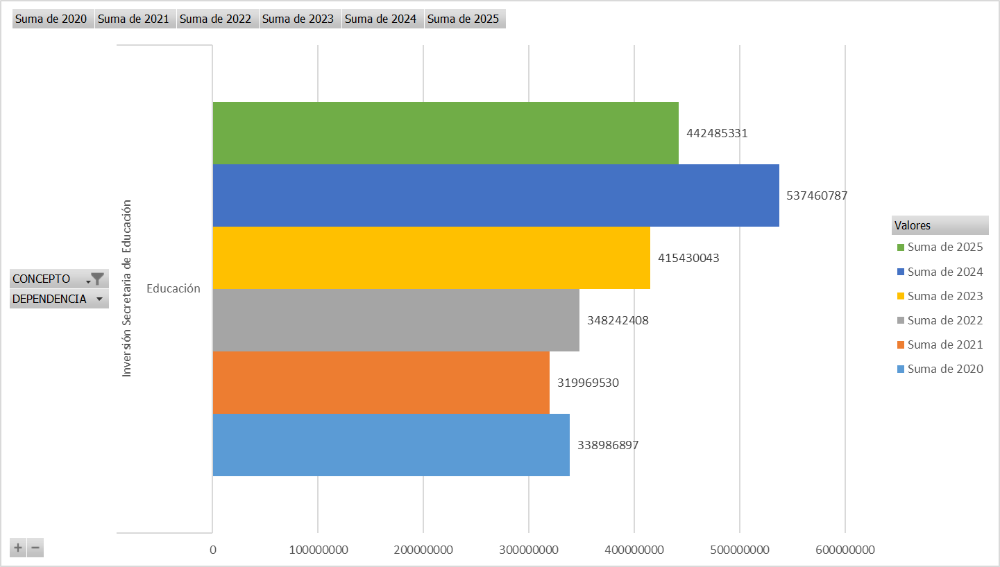 Suma de 2020 Suma de 2021 Suma de 2022 Suma de 2023 Suma de 2024 Suma de 2025
442485331
537460787
415430043
348242408
319969530
338986897
Inversión Secretaria de Educación
Educación
CONCEPTO
DEPENDENCIA
Valores
Suma de 2025
Suma de 2024
Suma de 2023
Suma de 2022
Suma de 2021
Suma de 2020
0 100000000 200000000 300000000 400000000 500000000 600000000